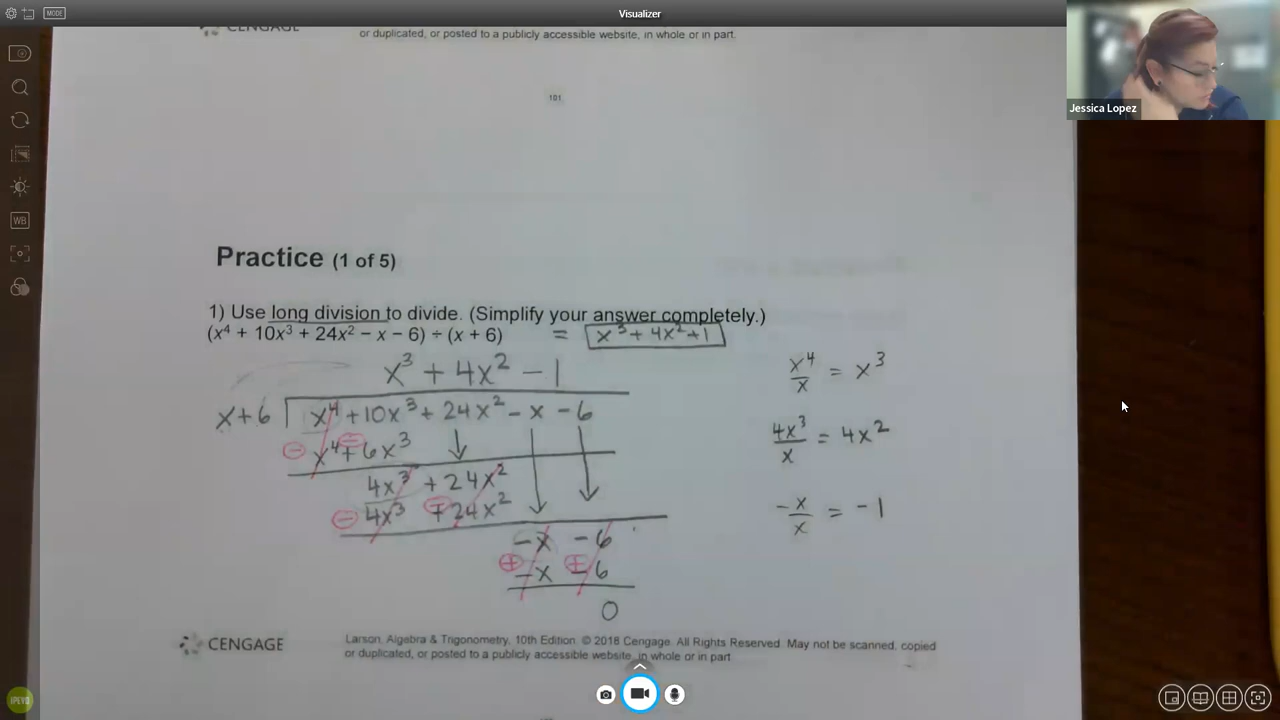 MODE
Visualizer
CENGAGE
or duplicated, or posted to a publicly accessible website, in whole or in part.
Jessica Lopez
101
WB
Practice (1 of 5)
1) Use long division to divide. (Simplify your answer completely.)
(x⁴ + 10x³ + 24x² − x − 6) ÷ (x + 6) = x³ + 4x² + 1
x³ + 4x² − 1
x + 6 x⁴ + 10x³ + 24x² − x − 6
− x⁴ + 6x³
4x³ + 24x²
− 4x³ + 24x²
− x − 6
− x − 6
0
x⁴/x = x³
4x³/x = 4x²
−x/x = −1
CENGAGE
Larson, Algebra & Trigonometry, 10th Edition. © 2018 Cengage. All Rights Reserved. May not be scanned, copied
or duplicated, or posted to a publicly accessible website, in whole or in part.
IPEVO